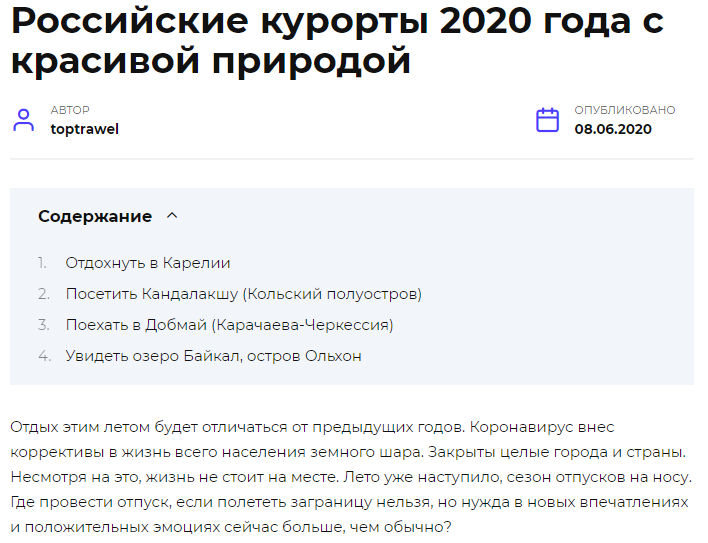 Российские курорты 2020 года с
красивой природой
АВТОР
toptrawel
ОПУБЛИКОВАНО
08.06.2020
Содержание
1. Отдохнуть в Карелии
2. Посетить Кандалакшу (Кольский полуостров)
3. Поехать в Добмай (Карачаева-Черкессия)
4. Увидеть озеро Байкал, остров Ольхон
Отдых этим летом будет отличаться от предыдущих годов. Коронавирус внес
коррективы в жизнь всего населения земного шара. Закрыты целые города и страны.
Несмотря на это, жизнь не стоит на месте. Лето уже наступило, сезон отпусков на носу.
Где провести отпуск, если полететь заграницу нельзя, но нужда в новых впечатлениях
и положительных эмоциях сейчас больше, чем обычно?